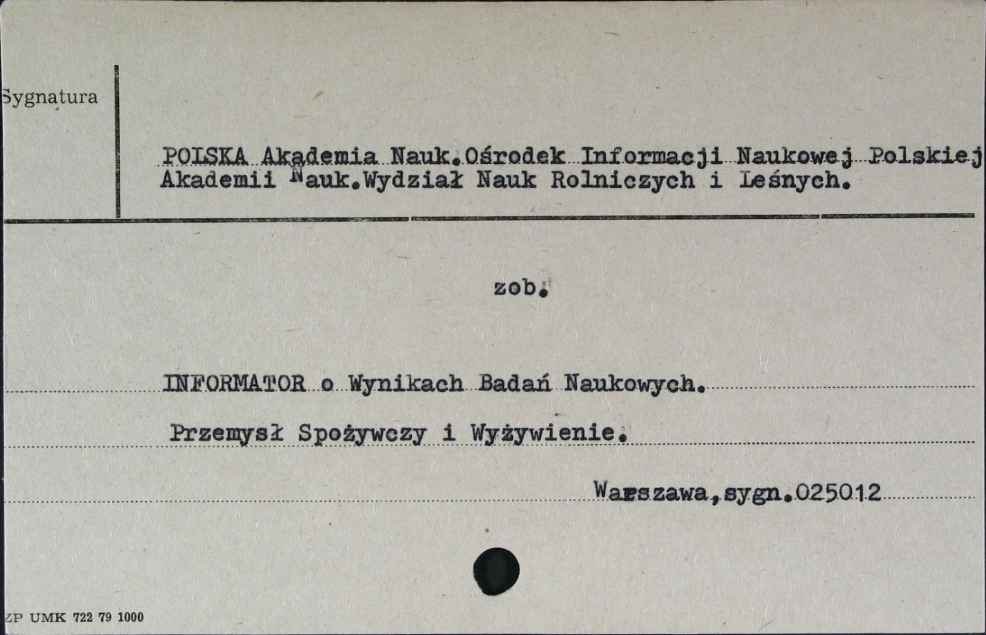 Sygnatura
POLSKA Akademia Nauk.Ośrodek Informacji Naukowej Polskiej
Akademii Nauk.Wydział Nauk Rolniczych i Leśnych.
zob.
INFORMATOR o Wynikach Badań Naukowych.
Przemysł Spożywczy i Wyżywienie.
Warszawa,sygn.025012
ZP UMK 722 79 1000